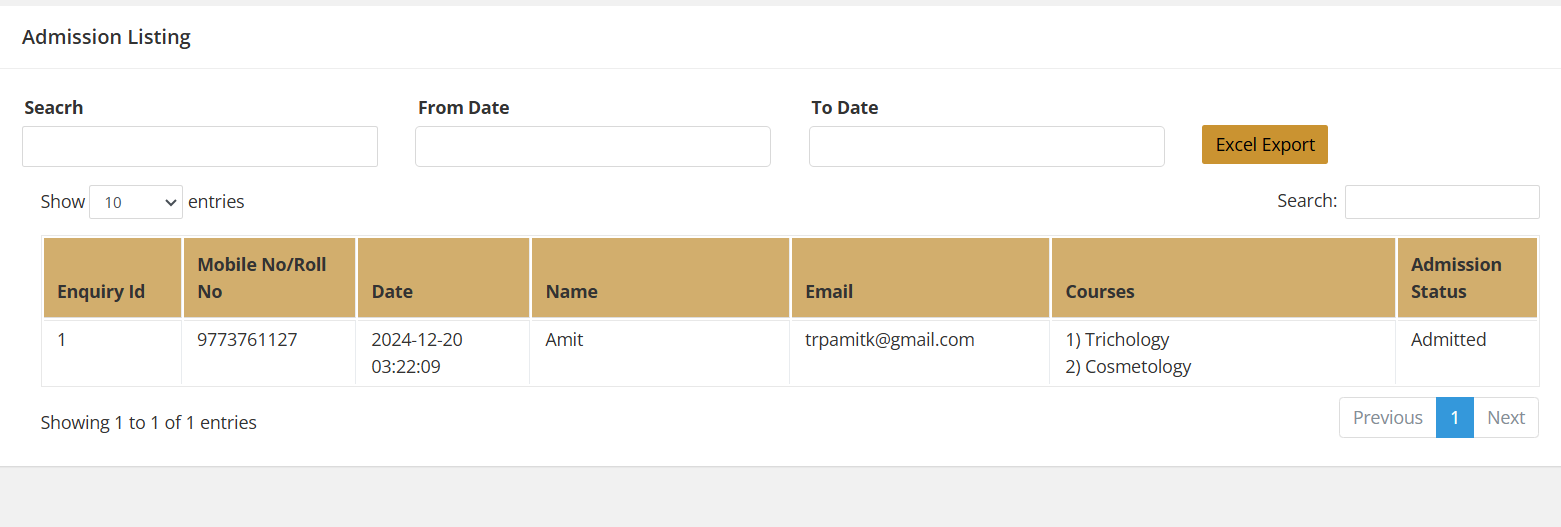 Admission Listing
Seacrh
From Date
To Date
Excel Export
Show 10 entries
Search:
Enquiry Id
Mobile No/Roll
No
Date
Name
Email
Courses
Admission
Status
1
9773761127
2024-12-20
03:22:09
Amit
trpamitk@gmail.com
1) Trichology
2) Cosmetology
Admitted
Showing 1 to 1 of 1 entries
Previous 1 Next